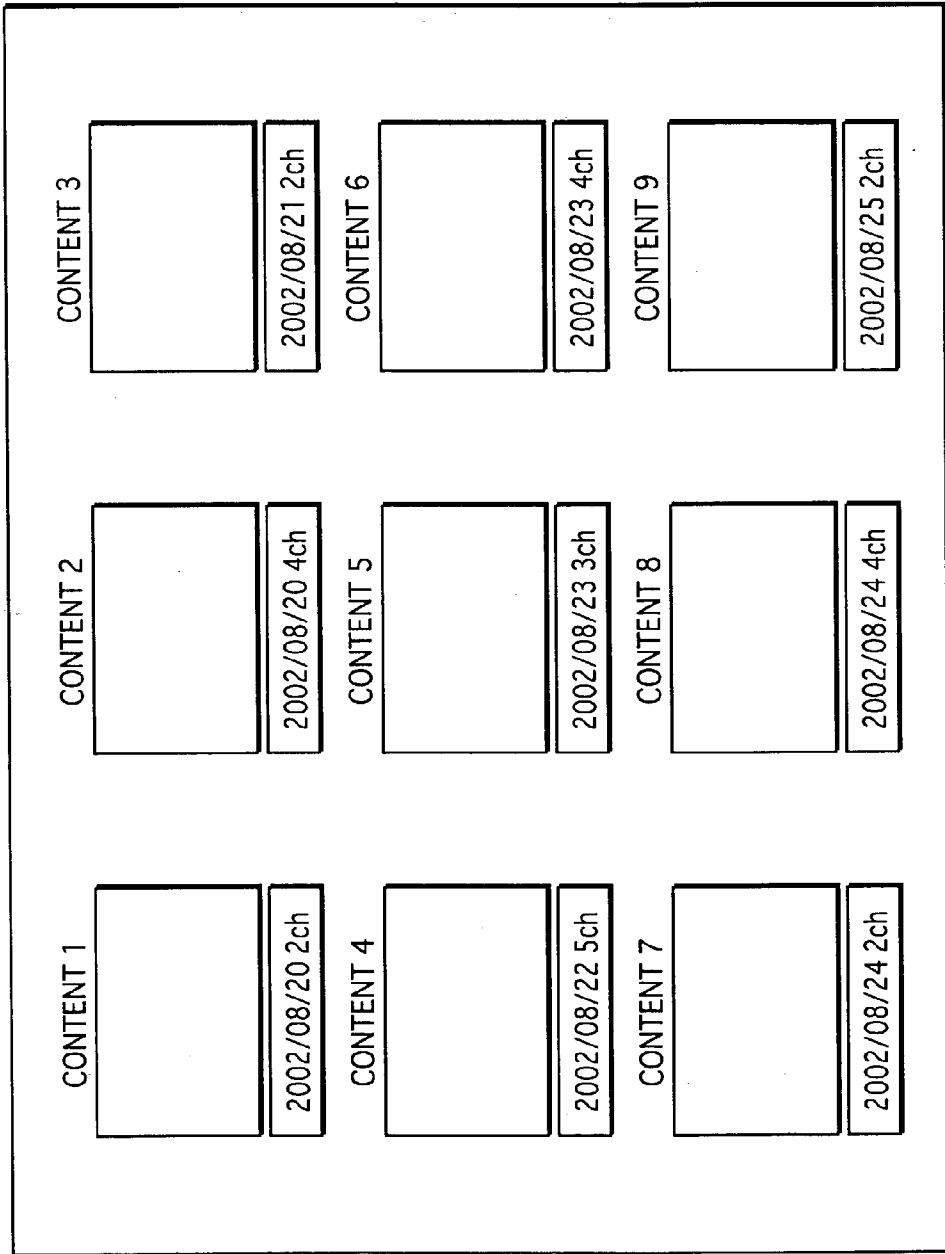 CONTENT 1
CONTENT 2
CONTENT 3
2002/08/20 2ch
2002/08/20 4ch
2002/08/21 2ch
CONTENT 4
CONTENT 5
CONTENT 6
2002/08/22 5ch
2002/08/23 3ch
2002/08/23 4ch
CONTENT 7
CONTENT 8
CONTENT 9
2002/08/24 2ch
2002/08/24 4ch
2002/08/25 2ch